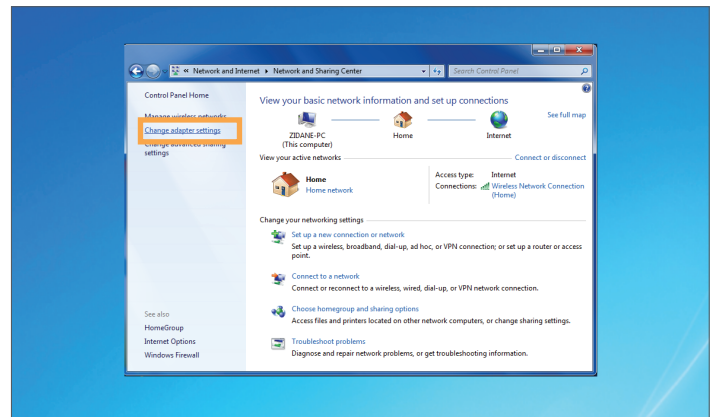 « Network and Internet ▸ Network and Sharing Center
Search Control Panel
Control Panel Home
Manage wireless networks
Change adapter settings
Change advanced sharing
settings
See also
HomeGroup
Internet Options
Windows Firewall
View your basic network information and set up connections
See full map
ZIDANE-PC
(This computer)
Home
Internet
View your active networks
Connect or disconnect
Home
Home network
Access type: Internet
Connections: Wireless Network Connection
(Home)
Change your networking settings
Set up a new connection or network
Set up a wireless, broadband, dial-up, ad hoc, or VPN connection; or set up a router or access
point.
Connect to a network
Connect or reconnect to a wireless, wired, dial-up, or VPN network connection.
Choose homegroup and sharing options
Access files and printers located on other network computers, or change sharing settings.
Troubleshoot problems
Diagnose and repair network problems, or get troubleshooting information.